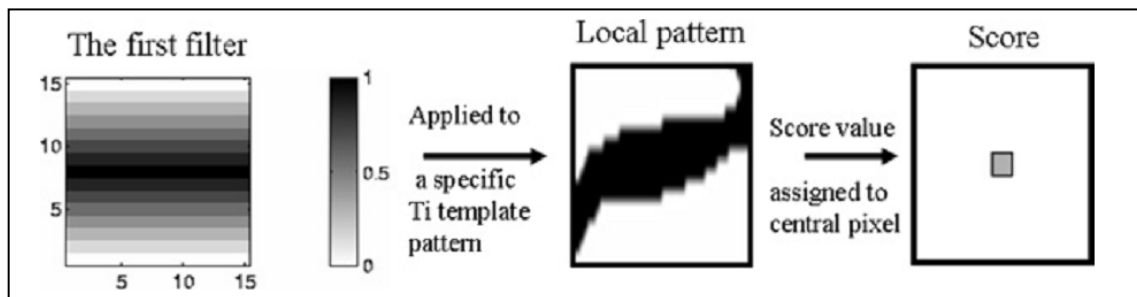 The first filter
15
10
5
5 10 15
1
0.5
0
Applied to
a specific
Ti template
pattern
Local pattern
Score value
assigned to
central pixel
Score